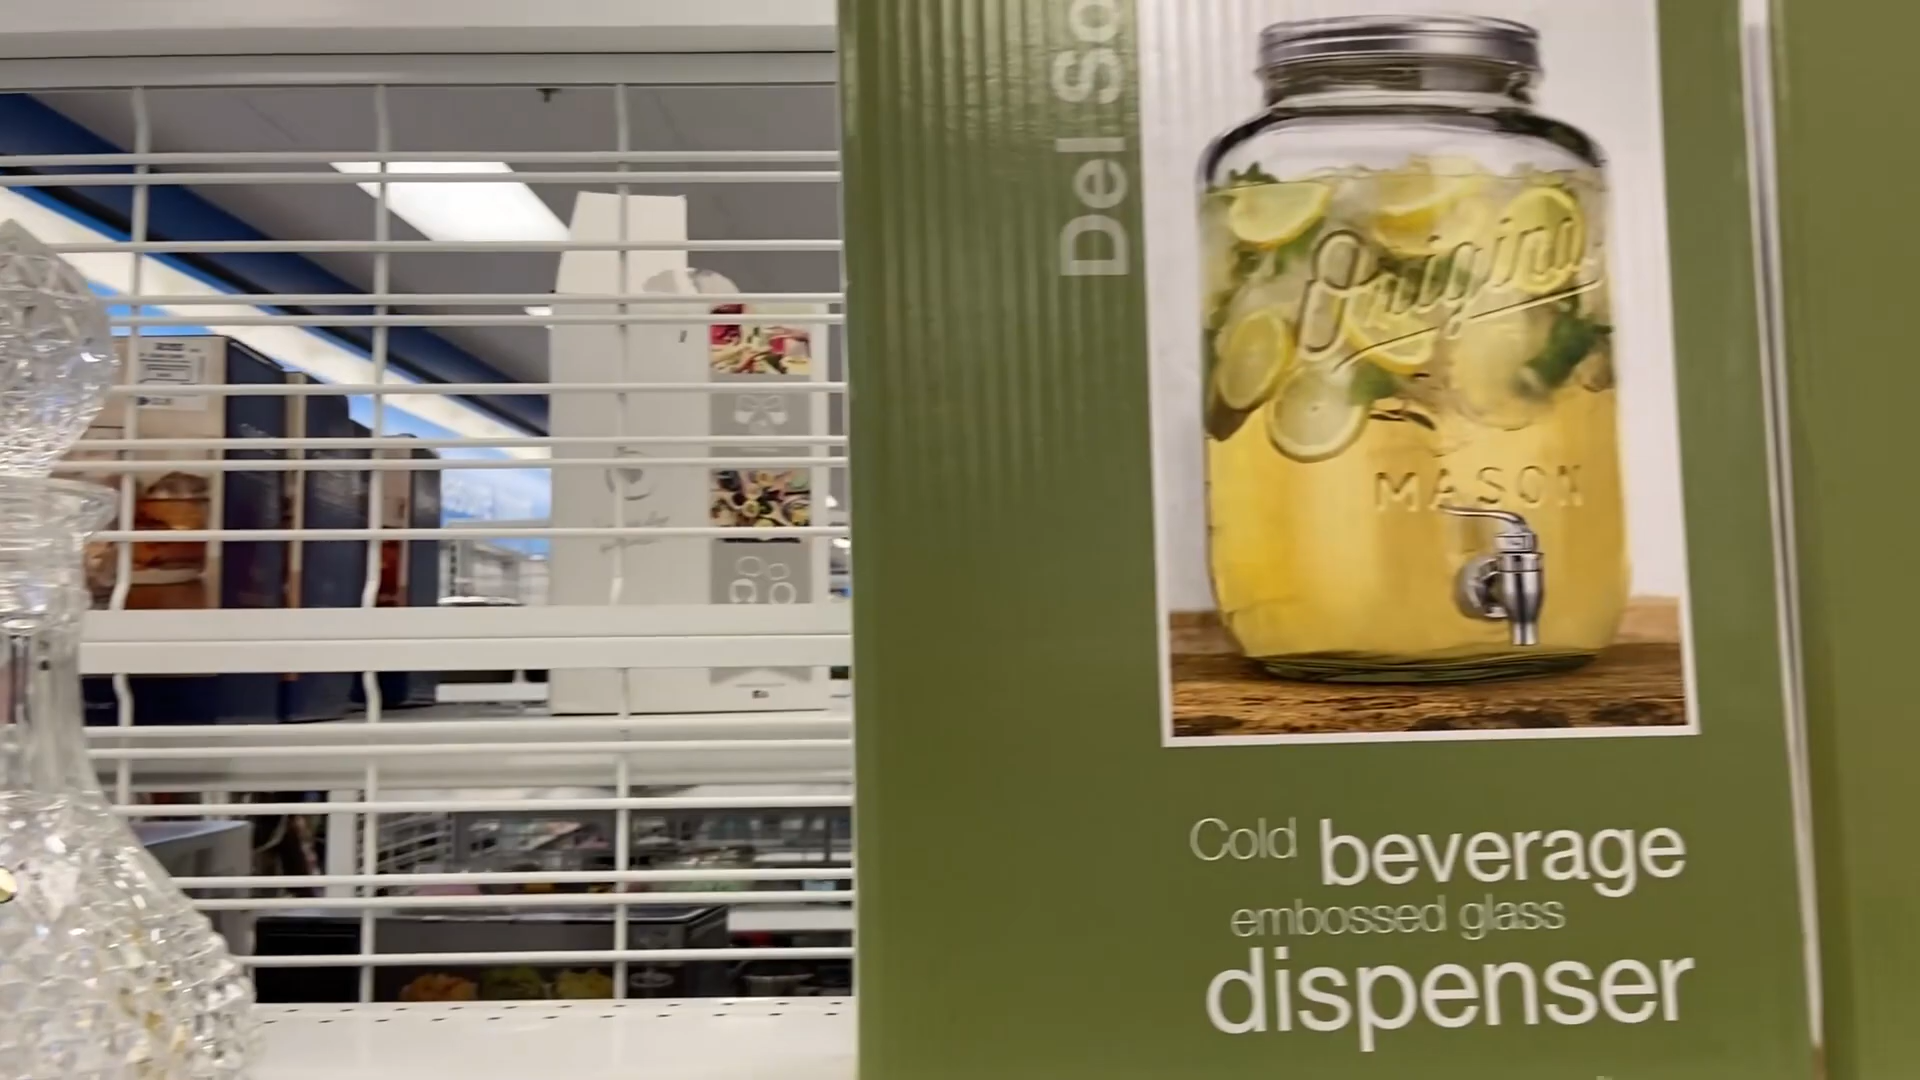 Del So
Origina
MASON
Cold beverage
embossed glass
dispenser